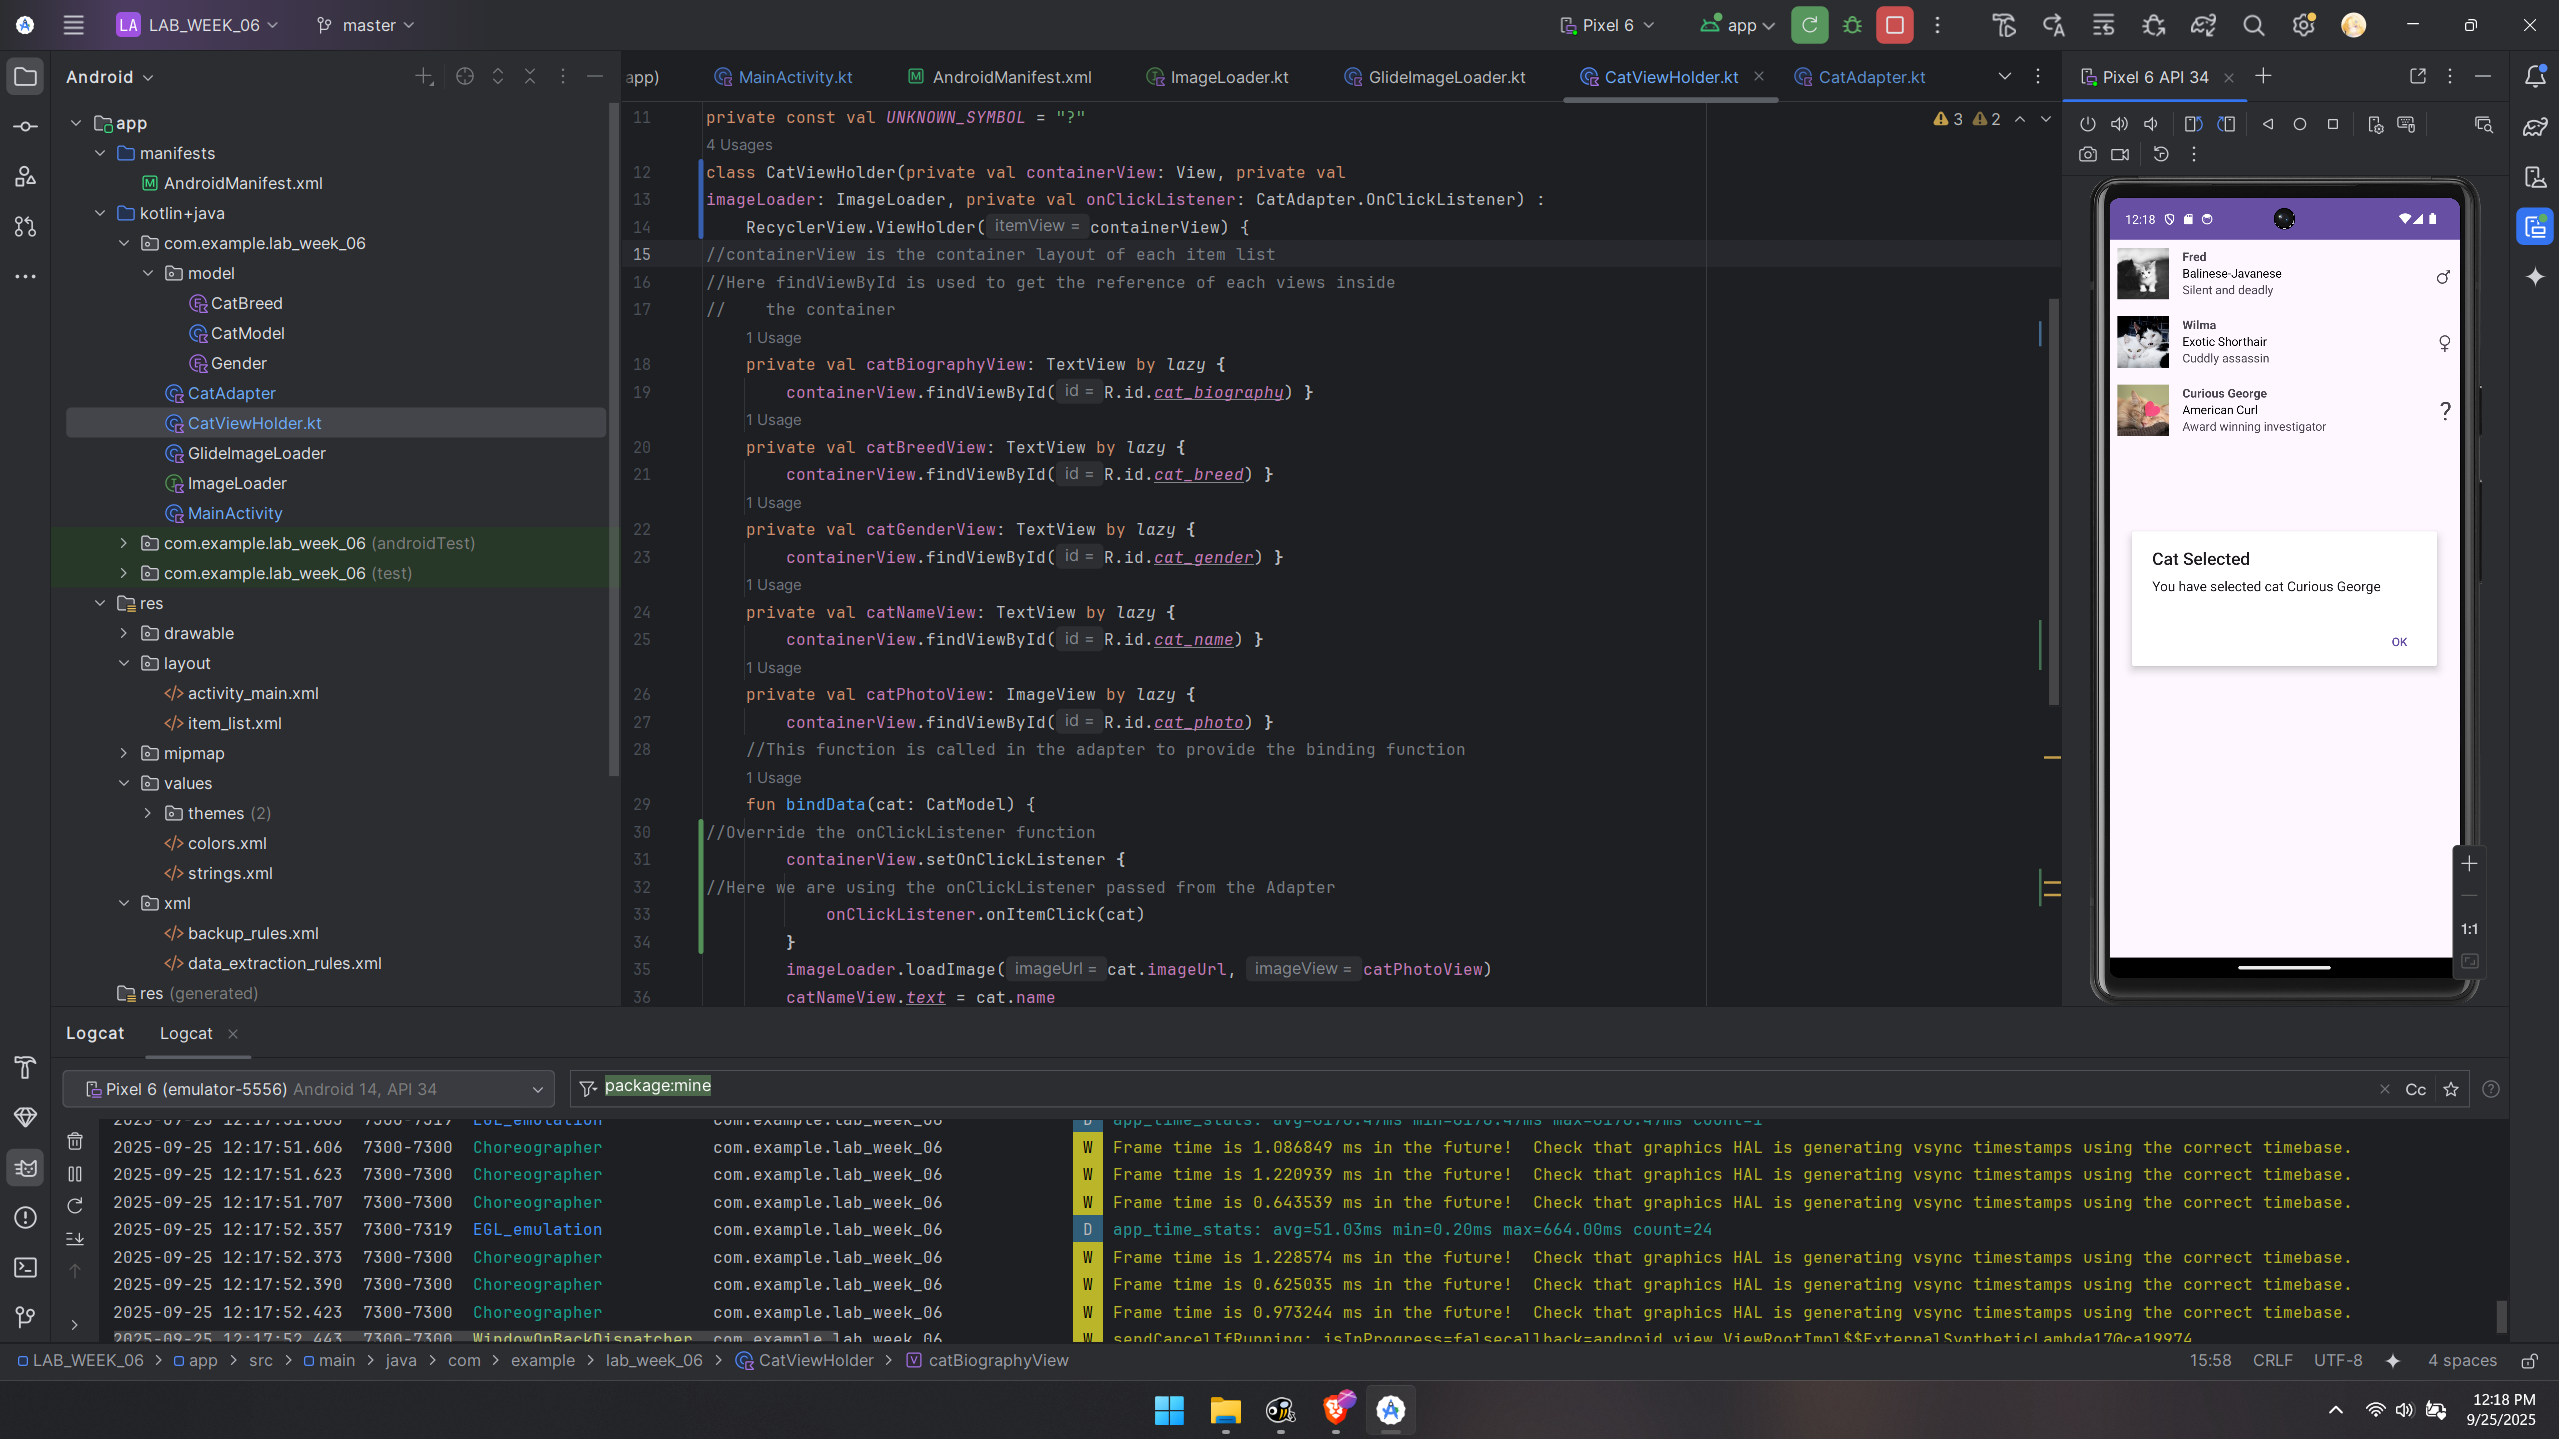 LA LAB_WEEK_06 master Pixel 6 app
Android
app
manifests
AndroidManifest.xml
kotlin+java
com.example.lab_week_06
model
CatBreed
CatModel
Gender
CatAdapter
CatViewHolder.kt
GlideImageLoader
ImageLoader
MainActivity
com.example.lab_week_06 (androidTest)
com.example.lab_week_06 (test)
res
drawable
layout
activity_main.xml
item_list.xml
mipmap
values
themes (2)
colors.xml
strings.xml
xml
backup_rules.xml
data_extraction_rules.xml
res (generated)
app) MainActivity.kt AndroidManifest.xml ImageLoader.kt GlideImageLoader.kt CatViewHolder.kt CatAdapter.kt
3 2
11 private const val UNKNOWN_SYMBOL = "?"
4 Usages
12 class CatViewHolder(private val containerView: View, private val
13 imageLoader: ImageLoader, private val onClickListener: CatAdapter.OnClickListener) :
14 RecyclerView.ViewHolder( itemView = containerView) {
15 //containerView is the container layout of each item list
16 //Here findViewById is used to get the reference of each views inside
17 // the container
1 Usage
18 private val catBiographyView: TextView by lazy {
19 containerView.findViewById( id = R.id.cat_biography) }
1 Usage
20 private val catBreedView: TextView by lazy {
21 containerView.findViewById( id = R.id.cat_breed) }
1 Usage
22 private val catGenderView: TextView by lazy {
23 containerView.findViewById( id = R.id.cat_gender) }
1 Usage
24 private val catNameView: TextView by lazy {
25 containerView.findViewById( id = R.id.cat_name) }
1 Usage
26 private val catPhotoView: ImageView by lazy {
27 containerView.findViewById( id = R.id.cat_photo) }
28 //This function is called in the adapter to provide the binding function
1 Usage
29 fun bindData(cat: CatModel) {
30 //Override the onClickListener function
31 containerView.setOnClickListener {
32 //Here we are using the onClickListener passed from the Adapter
33 onClickListener.onItemClick(cat)
34 }
35 imageLoader.loadImage( imageUrl = cat.imageUrl, imageView = catPhotoView)
36 catNameView.text = cat.name
Pixel 6 API 34
12:18
Fred
Balinese-Javanese
Silent and deadly
♂
Wilma
Exotic Shorthair
Cuddly assassin
♀
Curious George
American Curl
Award winning investigator
?
Cat Selected
You have selected cat Curious George
OK
1:1
Logcat Logcat
Pixel 6 (emulator-5556) Android 14, API 34 package:mine Cc
2025-09-25 12:17:51.606 7300-7300 Choreographer com.example.lab_week_06 W Frame time is 1.086849 ms in the future! Check that graphics HAL is generating vsync timestamps using the correct timebase.
2025-09-25 12:17:51.623 7300-7300 Choreographer com.example.lab_week_06 W Frame time is 1.220939 ms in the future! Check that graphics HAL is generating vsync timestamps using the correct timebase.
2025-09-25 12:17:51.707 7300-7300 Choreographer com.example.lab_week_06 W Frame time is 0.643539 ms in the future! Check that graphics HAL is generating vsync timestamps using the correct timebase.
2025-09-25 12:17:52.357 7300-7319 EGL_emulation com.example.lab_week_06 D app_time_stats: avg=51.03ms min=0.20ms max=664.00ms count=24
2025-09-25 12:17:52.373 7300-7300 Choreographer com.example.lab_week_06 W Frame time is 1.228574 ms in the future! Check that graphics HAL is generating vsync timestamps using the correct timebase.
2025-09-25 12:17:52.390 7300-7300 Choreographer com.example.lab_week_06 W Frame time is 0.625035 ms in the future! Check that graphics HAL is generating vsync timestamps using the correct timebase.
2025-09-25 12:17:52.423 7300-7300 Choreographer com.example.lab_week_06 W Frame time is 0.973244 ms in the future! Check that graphics HAL is generating vsync timestamps using the correct timebase.
2025-09-25 12:17:52.443 7300-7300 WindowOnBackDispatcher com.example.lab_week_06 W
LAB_WEEK_06 > app > src > main > java > com > example > lab_week_06 > CatViewHolder > catBiographyView 15:58 CRLF UTF-8 4 spaces
12:18 PM
9/25/2025